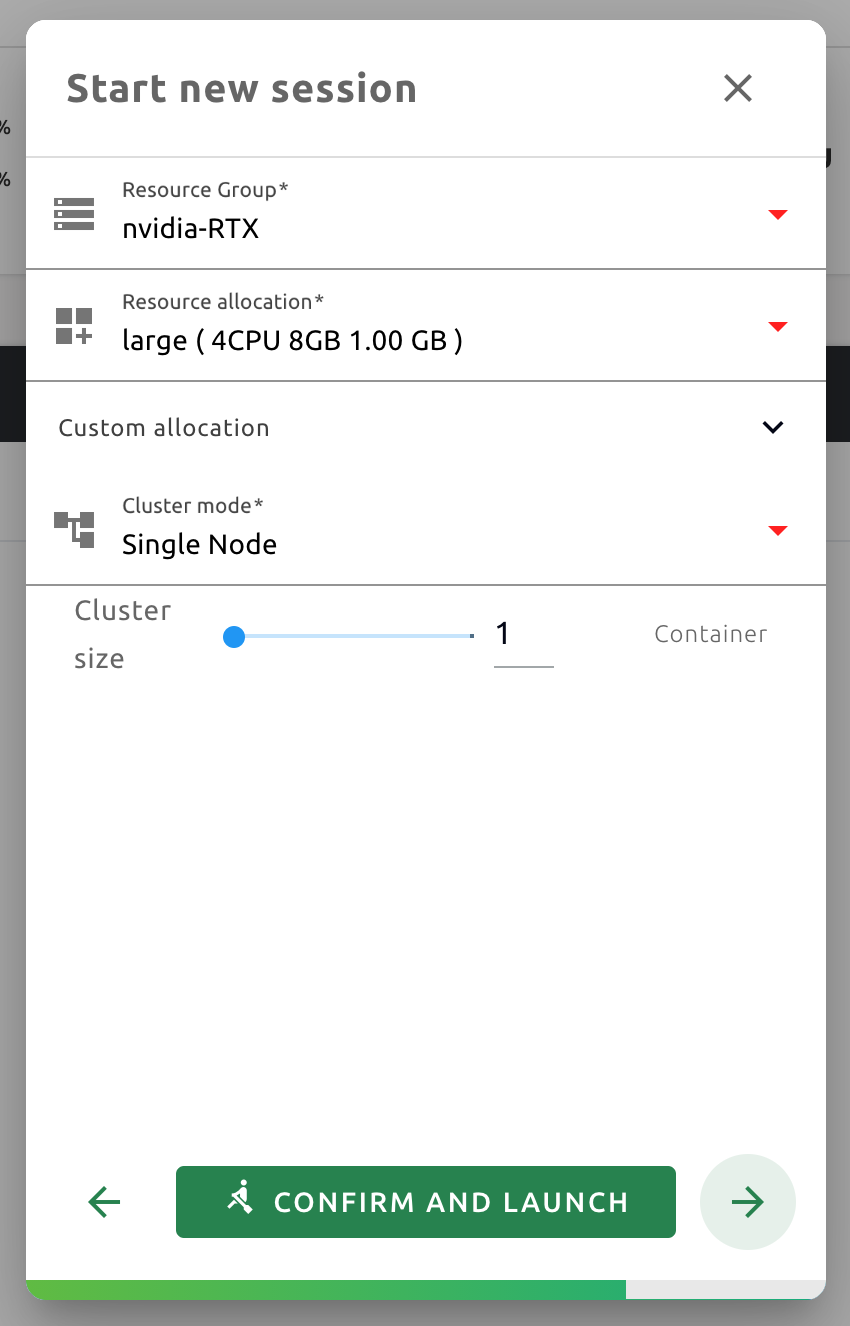 Start new session
%
%
Resource Group*
nvidia-RTX
Resource allocation*
large ( 4CPU 8GB 1.00 GB )
Custom allocation
Cluster mode*
Single Node
Cluster
size
1
Container
CONFIRM AND LAUNCH